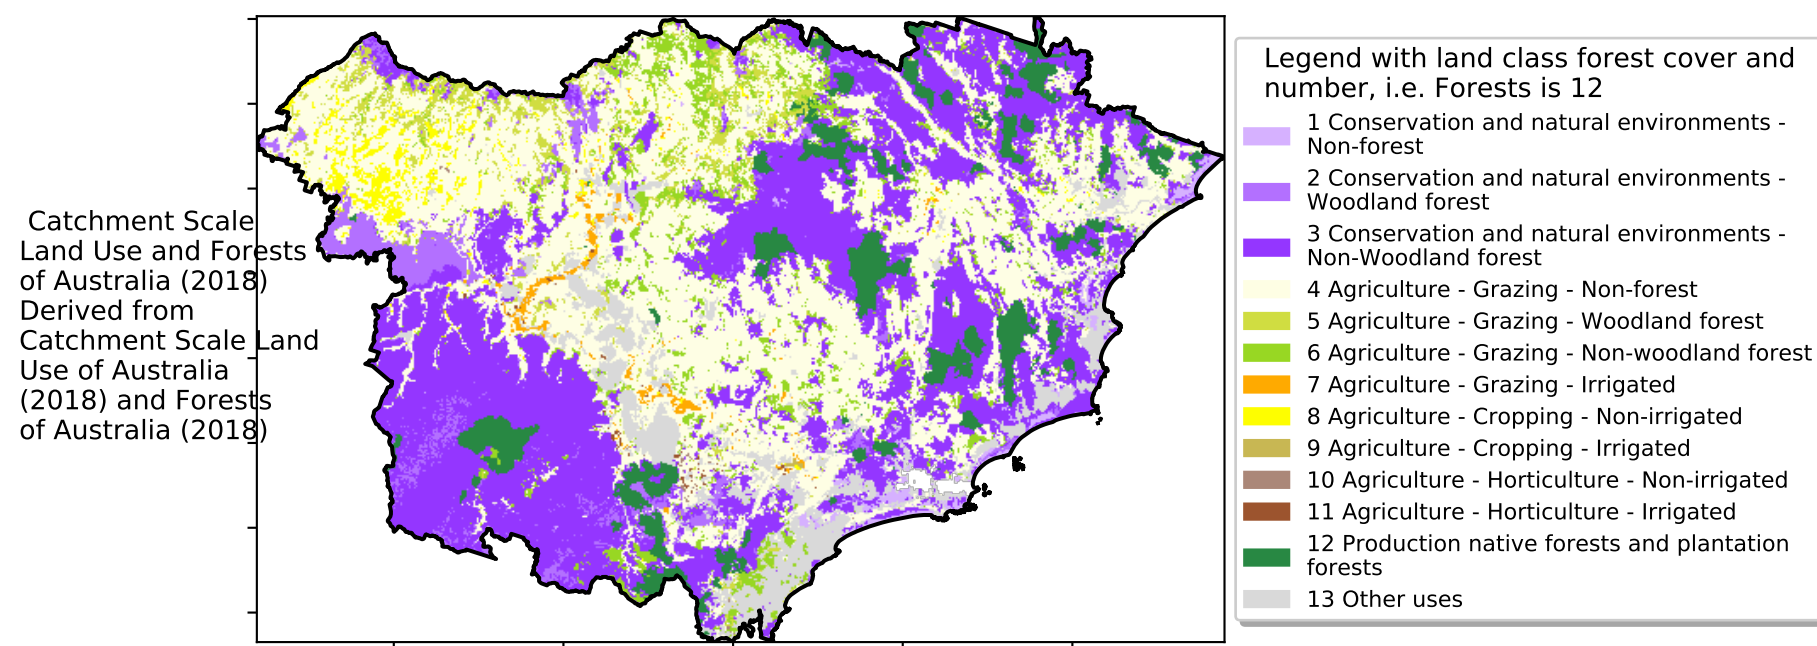 Catchment Scale
Land Use and Forests
of Australia (2018)
Derived from
Catchment Scale Land
Use of Australia
(2018) and Forests
of Australia (2018)
Legend with land class forest cover and
number, i.e. Forests is 12
1 Conservation and natural environments -
Non-forest
2 Conservation and natural environments -
Woodland forest
3 Conservation and natural environments -
Non-Woodland forest
4 Agriculture - Grazing - Non-forest
5 Agriculture - Grazing - Woodland forest
6 Agriculture - Grazing - Non-woodland forest
7 Agriculture - Grazing - Irrigated
8 Agriculture - Cropping - Non-irrigated
9 Agriculture - Cropping - Irrigated
10 Agriculture - Horticulture - Non-irrigated
11 Agriculture - Horticulture - Irrigated
12 Production native forests and plantation
forests
13 Other uses